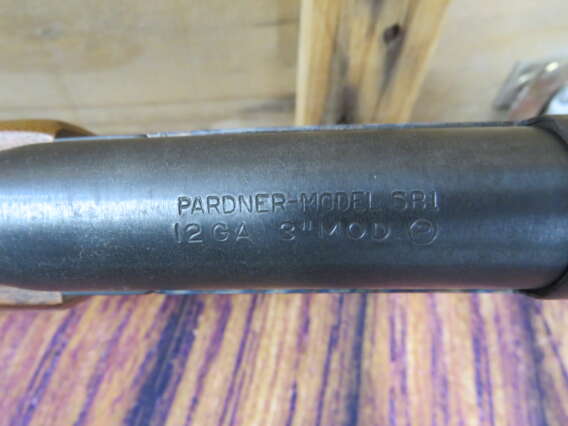 PARDNER-MODEL SB1
12 GA 3" MOD P